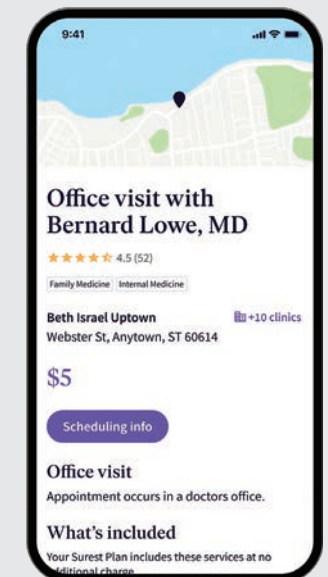 9:41
Office visit with
Bernard Lowe, MD
4.5 (52)
Family Medicine Internal Medicine
Beth Israel Uptown +10 clinics
Webster St, Anytown, ST 60614
$5
Scheduling info
Office visit
Appointment occurs in a doctors office.
What's included
Your Surest Plan includes these services at no
additional charge